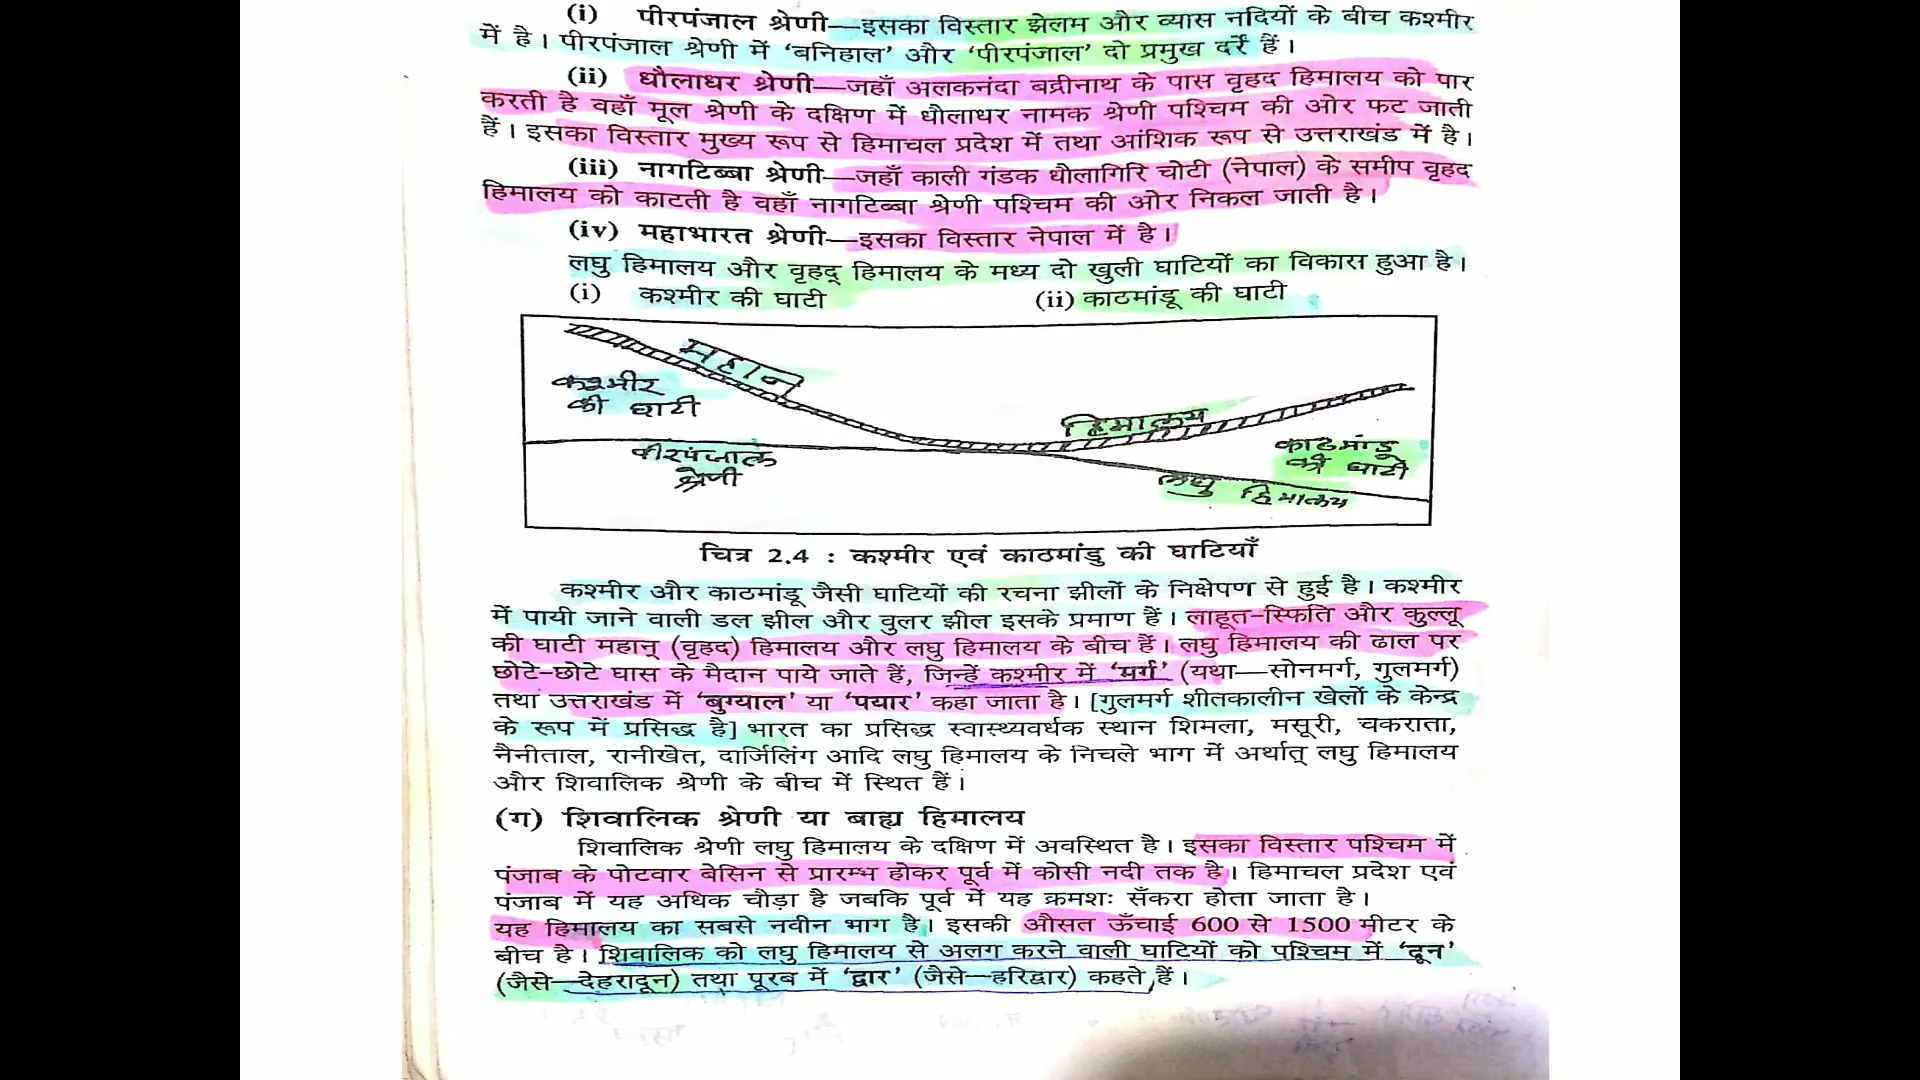 (i) पीरपंजाल श्रेणी—इसका विस्तार झेलम और व्यास नदियों के बीच कश्मीर
में है। पीरपंजाल श्रेणी में ‘बनिहाल’ और ‘पीरपंजाल’ दो प्रमुख दर्रें हैं।
(ii) धौलाधर श्रेणी—जहाँ अलकनंदा बद्रीनाथ के पास वृहद हिमालय को पार
करती है वहाँ मूल श्रेणी के दक्षिण में धौलाधर नामक श्रेणी पश्चिम की ओर फट जाती
हैं। इसका विस्तार मुख्य रूप से हिमाचल प्रदेश में तथा आंशिक रूप से उत्तराखंड में है।
(iii) नागटिब्बा श्रेणी—जहाँ काली गंडक धौलागिरि चोटी (नेपाल) के समीप वृहद
हिमालय को काटती है वहाँ नागटिब्बा श्रेणी पश्चिम की ओर निकल जाती है।
(iv) महाभारत श्रेणी—इसका विस्तार नेपाल में है।
लघु हिमालय और वृहद् हिमालय के मध्य दो खुली घाटियों का विकास हुआ है।
(i) कश्मीर की घाटी (ii) काठमांडू की घाटी
महान
कश्मीर
की घाटी
हिमालय
पीरपंजाल
श्रेणी
काठमांडु
की घाटी
लघु हिमालय
चित्र 2.4 : कश्मीर एवं काठमांडु की घाटियाँ
कश्मीर और काठमांडू जैसी घाटियों की रचना झीलों के निक्षेपण से हुई है। कश्मीर
में पायी जाने वाली डल झील और वुलर झील इसके प्रमाण हैं। लाहूत-स्फिति और कुल्लू
की घाटी महान् (वृहद) हिमालय और लघु हिमालय के बीच हैं। लघु हिमालय की ढाल पर
छोटे-छोटे घास के मैदान पाये जाते हैं, जिन्हें कश्मीर में ‘मर्ग’ (यथा—सोनमर्ग, गुलमर्ग)
तथा उत्तराखंड में ‘बुग्याल’ या ‘पयार’ कहा जाता है। [गुलमर्ग शीतकालीन खेलों के केन्द्र
के रूप में प्रसिद्ध है] भारत का प्रसिद्ध स्वास्थ्यवर्धक स्थान शिमला, मसूरी, चकराता,
नैनीताल, रानीखेत, दार्जिलिंग आदि लघु हिमालय के निचले भाग में अर्थात् लघु हिमालय
और शिवालिक श्रेणी के बीच में स्थित हैं।
(ग) शिवालिक श्रेणी या बाह्य हिमालय
शिवालिक श्रेणी लघु हिमालय के दक्षिण में अवस्थित है। इसका विस्तार पश्चिम में
पंजाब के पोटवार बेसिन से प्रारम्भ होकर पूर्व में कोसी नदी तक है। हिमाचल प्रदेश एवं
पंजाब में यह अधिक चौड़ा है जबकि पूर्व में यह क्रमशः सँकरा होता जाता है।
यह हिमालय का सबसे नवीन भाग है। इसकी औसत ऊँचाई 600 से 1500 मीटर के
बीच है। शिवालिक को लघु हिमालय से अलग करने वाली घाटियों को पश्चिम में ‘दून’
(जैसे—देहरादून) तथा पूरब में ‘द्वार’ (जैसे—हरिद्वार) कहते हैं।